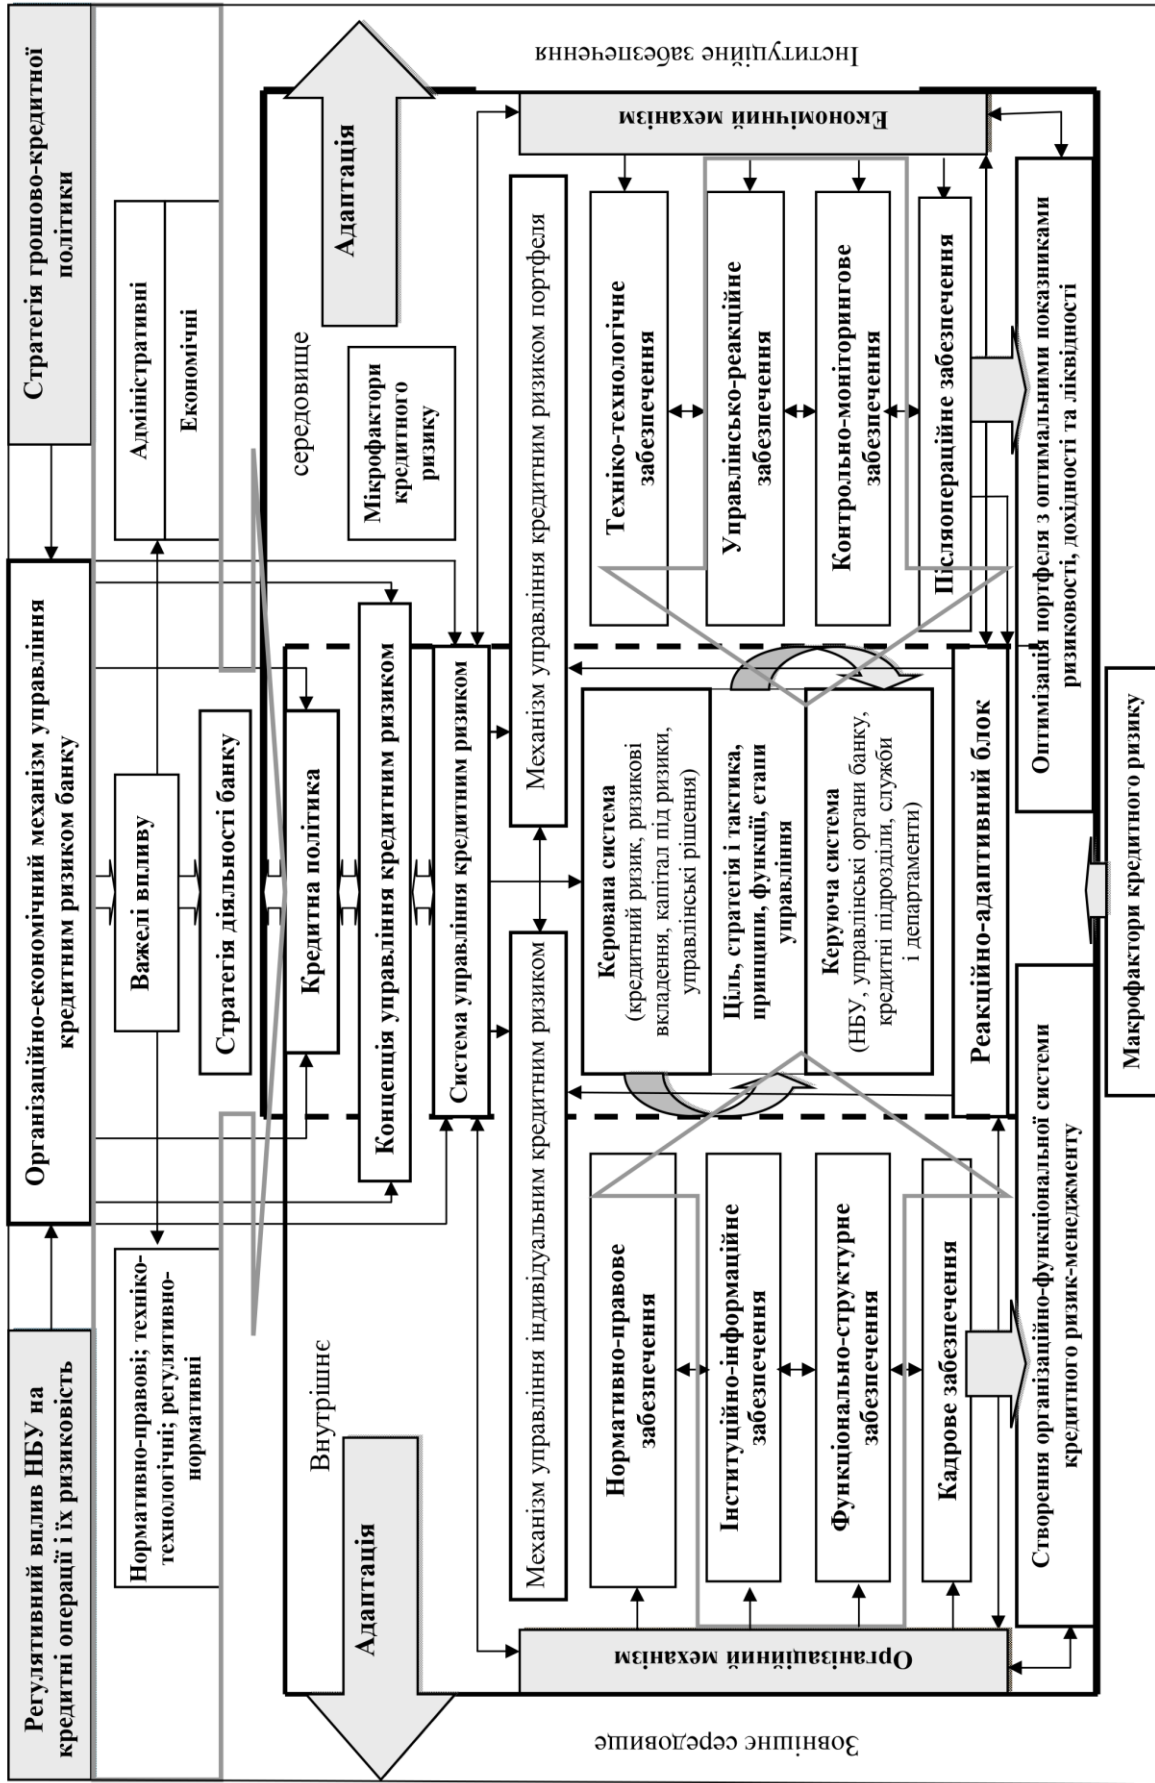 Регулятивний вплив НБУ на
кредитні операції і їх ризиковість
Організаційно-економічний механізм управління
кредитним ризиком банку
Стратегія грошово-кредитної
політики
Нормативно-правові; техніко-
технологічні; регулятивно-
нормативні
Важелі впливу
Адміністративні
Економічні
Стратегія діяльності банку
Внутрішнє
середовище
Адаптація
Адаптація
Кредитна політика
Мікрофактори
кредитного
ризику
Концепція управління кредитним ризиком
Система управління кредитним ризиком
Механізм управління індивідуальним кредитним ризиком
Механізм управління кредитним ризиком портфеля
Зовнішнє середовище
Інституційне забезпечення
Організаційний механізм
Економічний механізм
Нормативно-правове
забезпечення
Інституційно-інформаційне
забезпечення
Функціонально-структурне
забезпечення
Кадрове забезпечення
Керована система
(кредитний ризик, ризикові
вкладення, капітал під ризики,
управлінські рішення)
Ціль, стратегія і тактика,
принципи, функції, етапи
управління
Керуюча система
(НБУ, управлінські органи банку,
кредитні підрозділи, служби
і департаменти)
Техніко-технологічне
забезпечення
Управлінсько-реакційне
забезпечення
Контрольно-моніторингове
забезпечення
Післяопераційне забезпечення
Реакційно-адаптивний блок
Створення організаційно-функціональної системи
кредитного ризик-менеджменту
Оптимізація портфеля з оптимальними показниками
ризиковості, дохідності та ліквідності
Макрофактори кредитного ризику